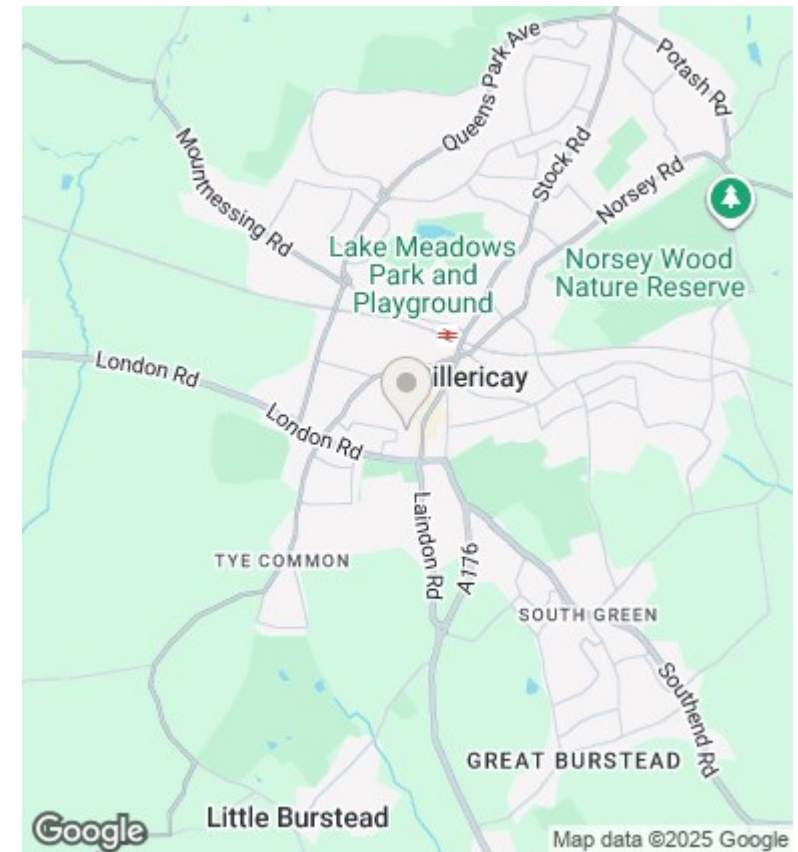 Queens Park Ave
Potash Rd
Mountnessing Rd
Stock Rd
Norsey Rd
Lake Meadows
Park and
Playground
Norsey Wood
Nature Reserve
London Rd
illericay
London Rd
Laindon Rd
A176
TYE COMMON
SOUTH GREEN
Southend Rd
GREAT BURSTEAD
Little Burstead
Google
Map data ©2025 Google